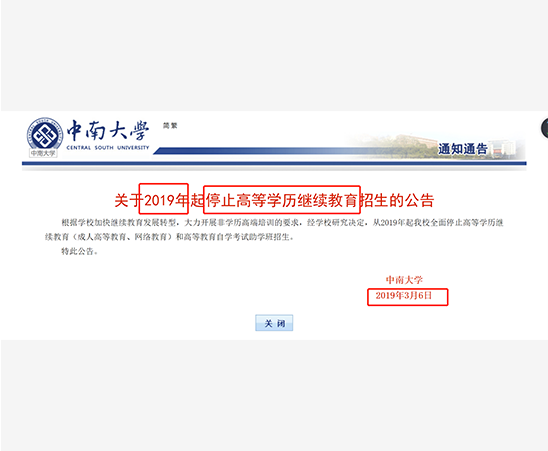 中南大学
中南大学
CENTRAL SOUTH UNIVERSITY
简 繁
通知通告
关于2019年起停止高等学历继续教育招生的公告
根据学校加快继续教育发展转型，大力开展非学历高端培训的要求，经学校研究决定，从2019年起我校全面停止高等学历继
续教育（成人高等教育、网络教育）和高等教育自学考试助学班招生。
特此公告。
中南大学
2019年3月6日
关 闭